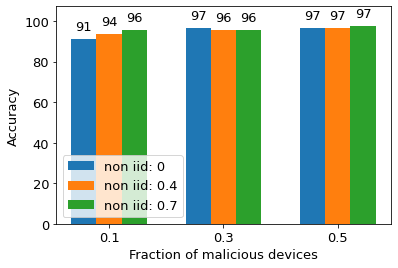 91 94 96 97 96 96 97 97 97
100
80
60
40
20
0
Accuracy
non iid: 0
non iid: 0.4
non iid: 0.7
0.1 0.3 0.5
Fraction of malicious devices